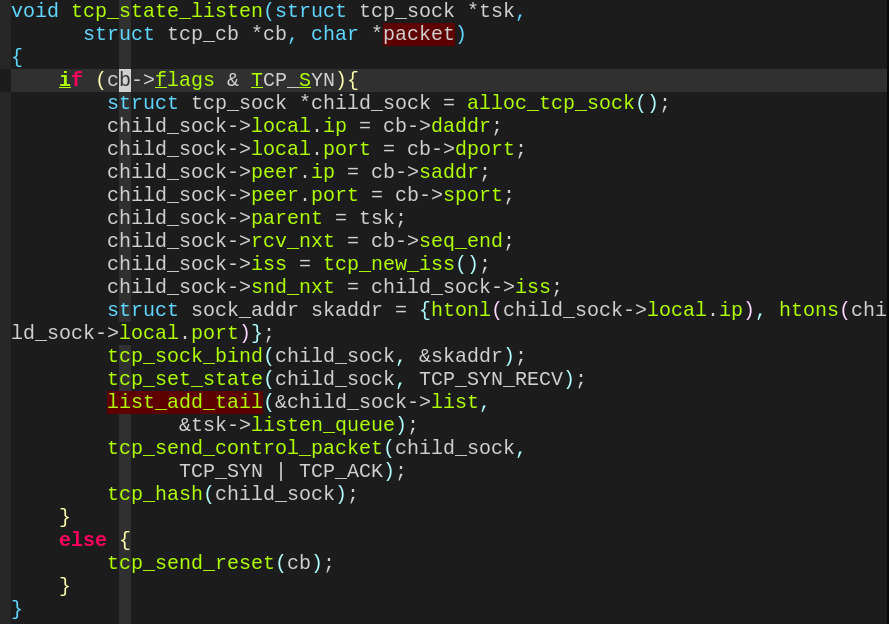 void tcp_state_listen(struct tcp_sock *tsk,
      struct tcp_cb *cb, char *packet)
{
    if (cb->flags & TCP_SYN){
        struct tcp_sock *child_sock = alloc_tcp_sock();
        child_sock->local.ip = cb->daddr;
        child_sock->local.port = cb->dport;
        child_sock->peer.ip = cb->saddr;
        child_sock->peer.port = cb->sport;
        child_sock->parent = tsk;
        child_sock->rcv_nxt = cb->seq_end;
        child_sock->iss = tcp_new_iss();
        child_sock->snd_nxt = child_sock->iss;
        struct sock_addr skaddr = {htonl(child_sock->local.ip), htons(chi
ld_sock->local.port)};
        tcp_sock_bind(child_sock, &skaddr);
        tcp_set_state(child_sock, TCP_SYN_RECV);
        list_add_tail(&child_sock->list,
              &tsk->listen_queue);
        tcp_send_control_packet(child_sock,
              TCP_SYN | TCP_ACK);
        tcp_hash(child_sock);
    }
    else {
        tcp_send_reset(cb);
    }
}